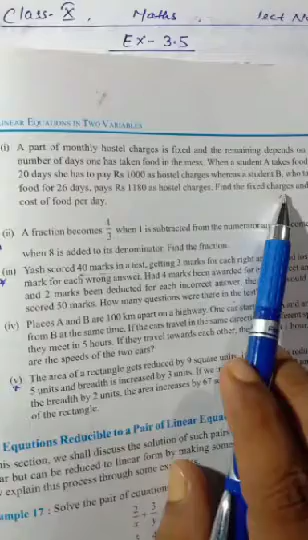 Class-X, Maths, Lect N
Ex-3.5
LINEAR EQUATIONS IN TWO VARIABLES
(i) A part of monthly hostel charges is fixed and the remaining depends on
number of days one has taken food in the mess. When a student A takes food
20 days she has to pay Rs 1000 as hostel charges whereas a student B, who
food for 26 days, pays Rs 1180 as hostel charges. Find the fixed charges and
cost of food per day.
(ii) A fraction becomes 1/3 when 1 is subtracted from the
when 8 is added to its denominator. Find the fraction.
(iii) Yash scored 40 marks in a test, getting 3 marks for each right
mark for each wrong answer. Had 4 marks been awarded for
and 2 marks been deducted for each incorrect answer, the
scored 50 marks. How many questions were there in the
(iv) Places A and B are 100 km apart on a highway. One car
from B at the same time. If the cars travel in the same
they meet in 5 hours. If they travel towards each other, the
are the speeds of the two cars?
(v) The area of a rectangle gets reduced by 9 square
5 units and breadth is increased by 3 units. If we
the breadth by 2 units, the area increases by 67
of the rectangle.
Equations Reducible to a Pair of Linear
his section, we shall discuss the solution of such pairs
ar but can be reduced to linear form by making some
explain this process through some
ample 17 : Solve the pair of equation
2 3